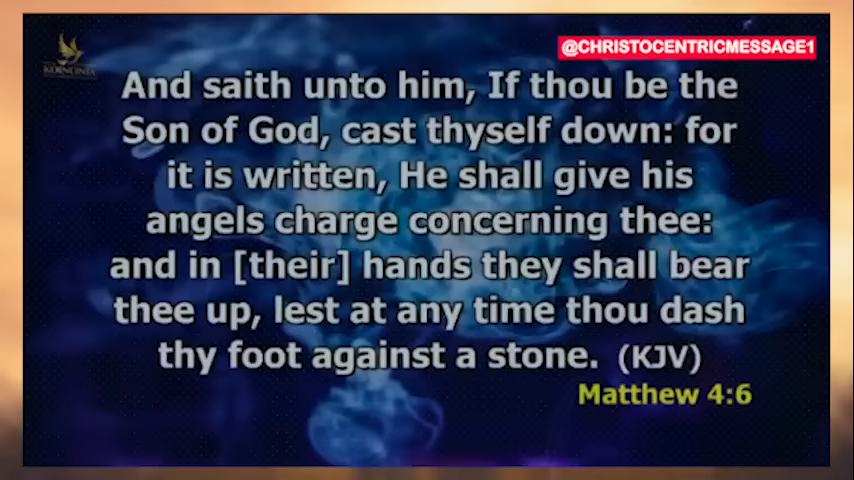 @CHRISTOCENTRICMESSAGE1
KOINONIA
And saith unto him, If thou be the
Son of God, cast thyself down: for
it is written, He shall give his
angels charge concerning thee:
and in [their] hands they shall bear
thee up, lest at any time thou dash
thy foot against a stone. (KJV)
Matthew 4:6